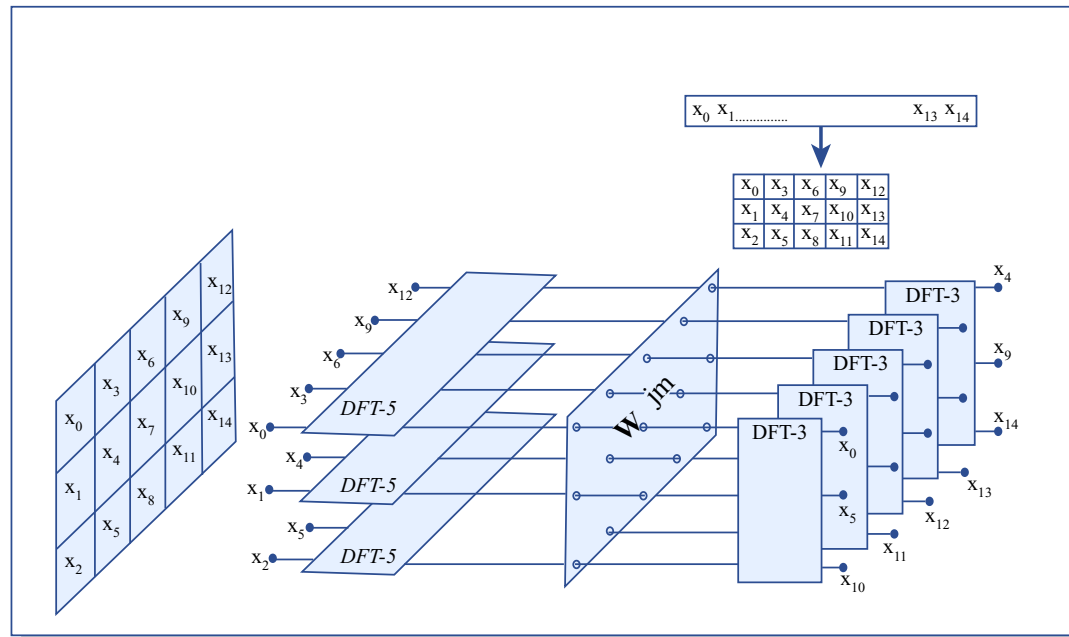 x0 x1............... x13 x14
x0 x3 x6 x9 x12
x1 x4 x7 x10 x13
x2 x5 x8 x11 x14
x0 x3 x6 x9 x12
x1 x4 x7 x10 x13
x2 x5 x8 x11 x14
x12
x9
x6
x3
x0
x4
x1
x5
x2
DFT-5
DFT-5
DFT-5
W jm
DFT-3
DFT-3
DFT-3
DFT-3
DFT-3
x4
x9
x14
x13
x12
x11
x0
x5
x10